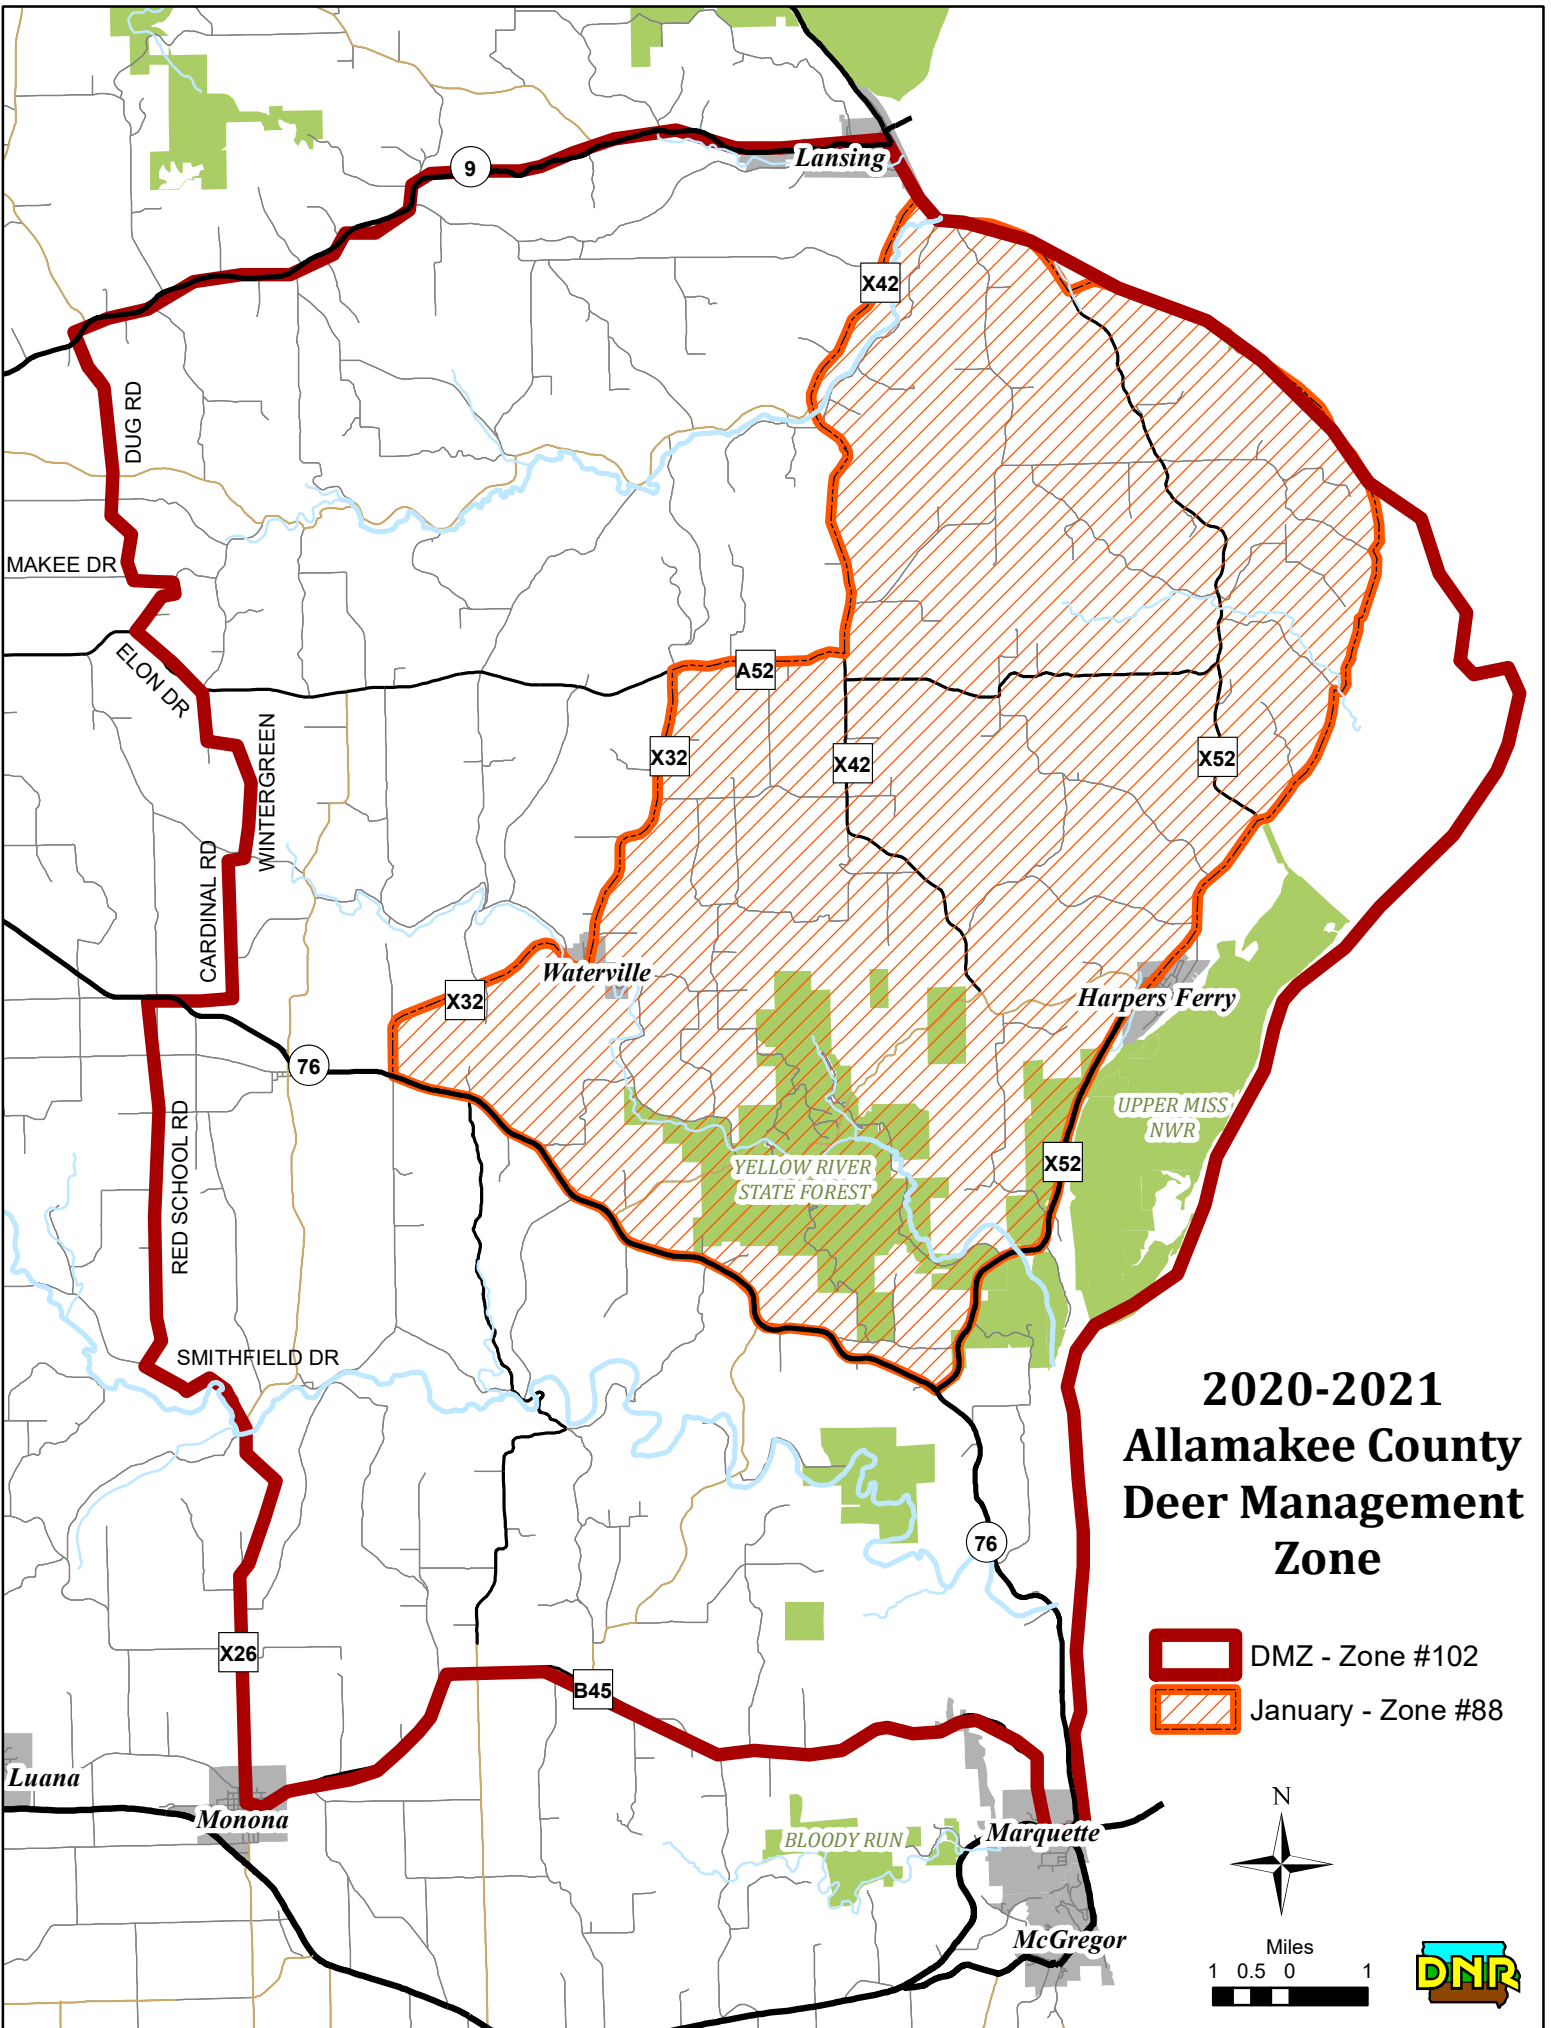 Lansing
9
X42
DUG RD
MAKEE DR
ELON DR
A52
X32
X42
X52
WINTERGREEN
CARDINAL RD
Waterville
X32
Harpers Ferry
76
RED SCHOOL RD
UPPER MISS
NWR
X52
YELLOW RIVER
STATE FOREST
SMITHFIELD DR
2020-2021
Allamakee County
Deer Management
Zone
76
X26
B45
DMZ - Zone #102
January - Zone #88
Luana
Monona
BLOODY RUN
Marquette
McGregor
N
Miles
1 0.5 0 1
DNR